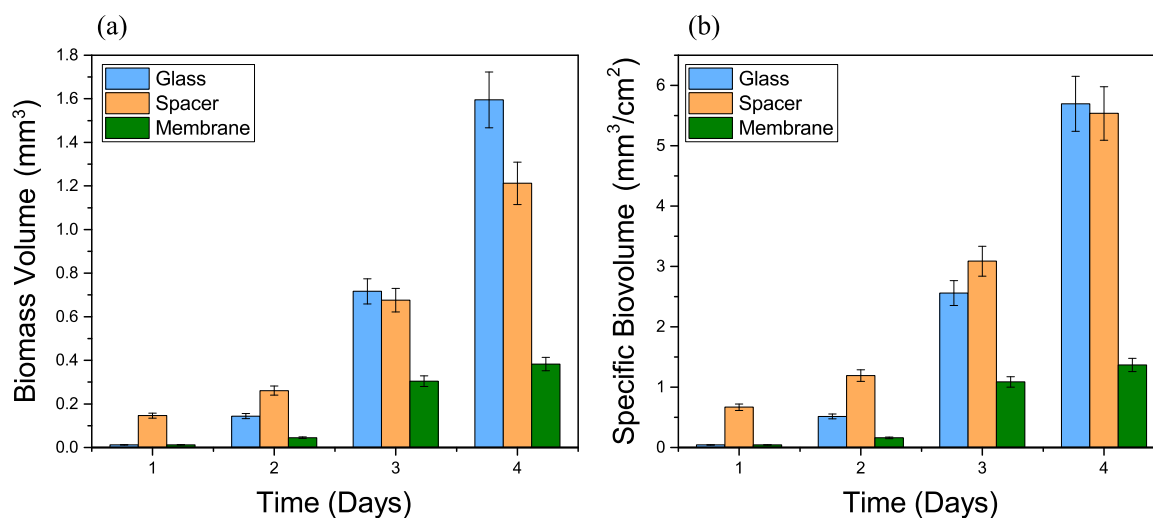 (a)
Biomass Volume (mm³)
1.8
1.6
1.4
1.2
1.0
0.8
0.6
0.4
0.2
0.0
Glass
Spacer
Membrane
1 2 3 4
Time (Days)
(b)
Specific Biovolume (mm³/cm²)
6
5
4
3
2
1
0
Glass
Spacer
Membrane
1 2 3 4
Time (Days)